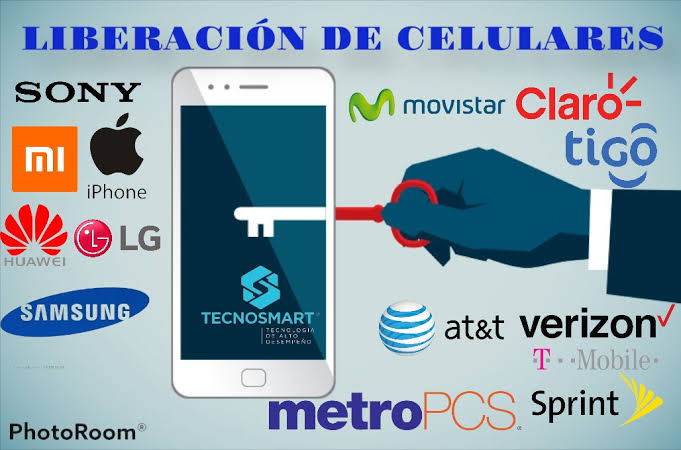 LIBERACIÓN DE CELULARES
SONY
mi
iPhone
HUAWEI
LG
SAMSUNG
movistar
Claro
tigo
TECNOSMART
TECNOLOGÍA
DE ALTO
DESEMPEÑO
at&t
verizon
T··Mobile·
metroPCS
Sprint
PhotoRoom®